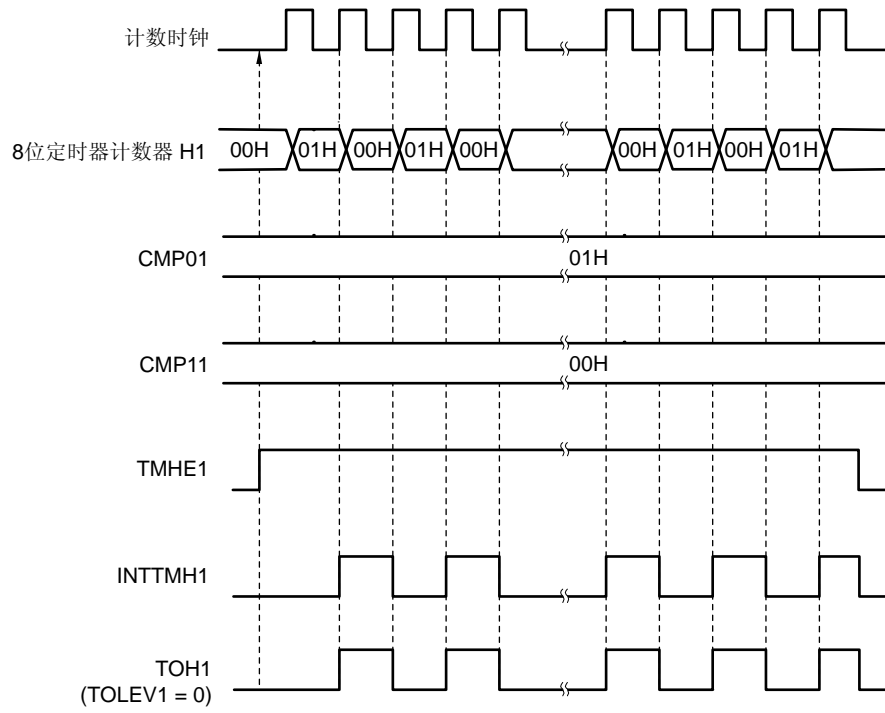 计数时钟
8位定时器计数器 H1
00H 01H 00H 01H 00H 00H 01H 00H 01H
CMP01
01H
CMP11
00H
TMHE1
INTTMH1
TOH1
(TOLEV1 = 0)